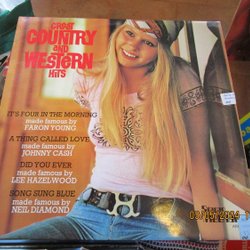 GREAT
COUNTRY
AND
WESTERN
HITS
IT'S FOUR IN THE MORNING
made famous by
FARON YOUNG
A THING CALLED LOVE
made famous by
JOHNNY CASH
DID YOU EVER
made famous by
LEE HAZELWOOD
SONG SUNG BLUE
made famous by
NEIL DIAMOND